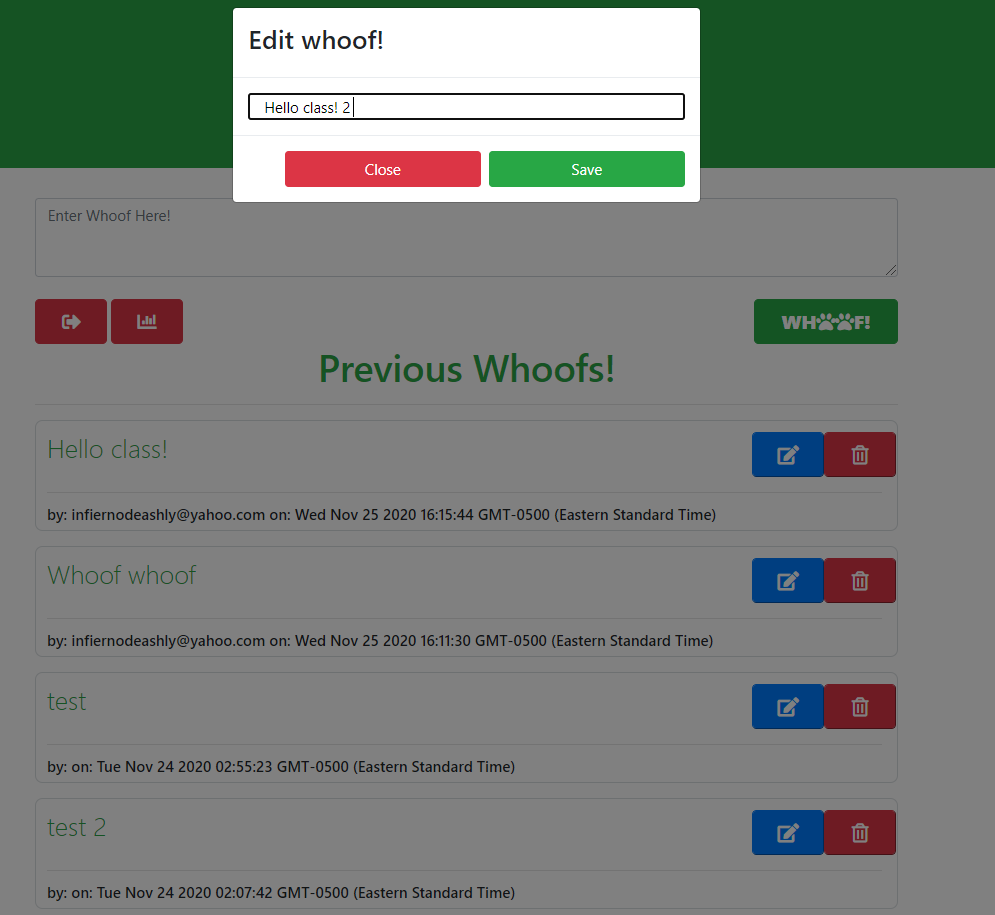 Edit whoof!
Hello class! 2
Close Save
Enter Whoof Here!
WHOOF!
Previous Whoofs!
Hello class!
by: infiernodeashly@yahoo.com on: Wed Nov 25 2020 16:15:44 GMT-0500 (Eastern Standard Time)
Whoof whoof
by: infiernodeashly@yahoo.com on: Wed Nov 25 2020 16:11:30 GMT-0500 (Eastern Standard Time)
test
by: on: Tue Nov 24 2020 02:55:23 GMT-0500 (Eastern Standard Time)
test 2
by: on: Tue Nov 24 2020 02:07:42 GMT-0500 (Eastern Standard Time)